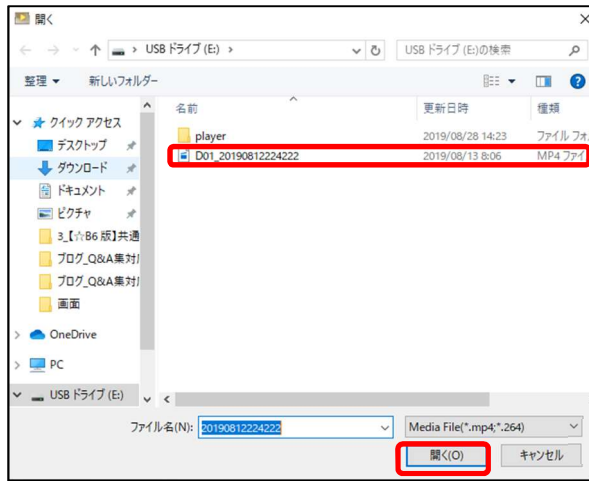 開く
USB ドライブ (E:)
USB ドライブ (E:)の検索
整理
新しいフォルダー
名前
更新日時
種類
クイック アクセス
デスクトップ
ダウンロード
ドキュメント
ピクチャ
3_【☆B6 版】共通
ブログ_Q&A集対
ブログ_Q&A集対
画面
OneDrive
PC
USB ドライブ (E:)
player
2019/08/28 14:23
ファイル フォ
D01_20190812224222
2019/08/13 8:06
MP4 ファイ
ファイル名(N):
20190812224222
Media File(*.mp4;*.264)
開く(O)
キャンセル